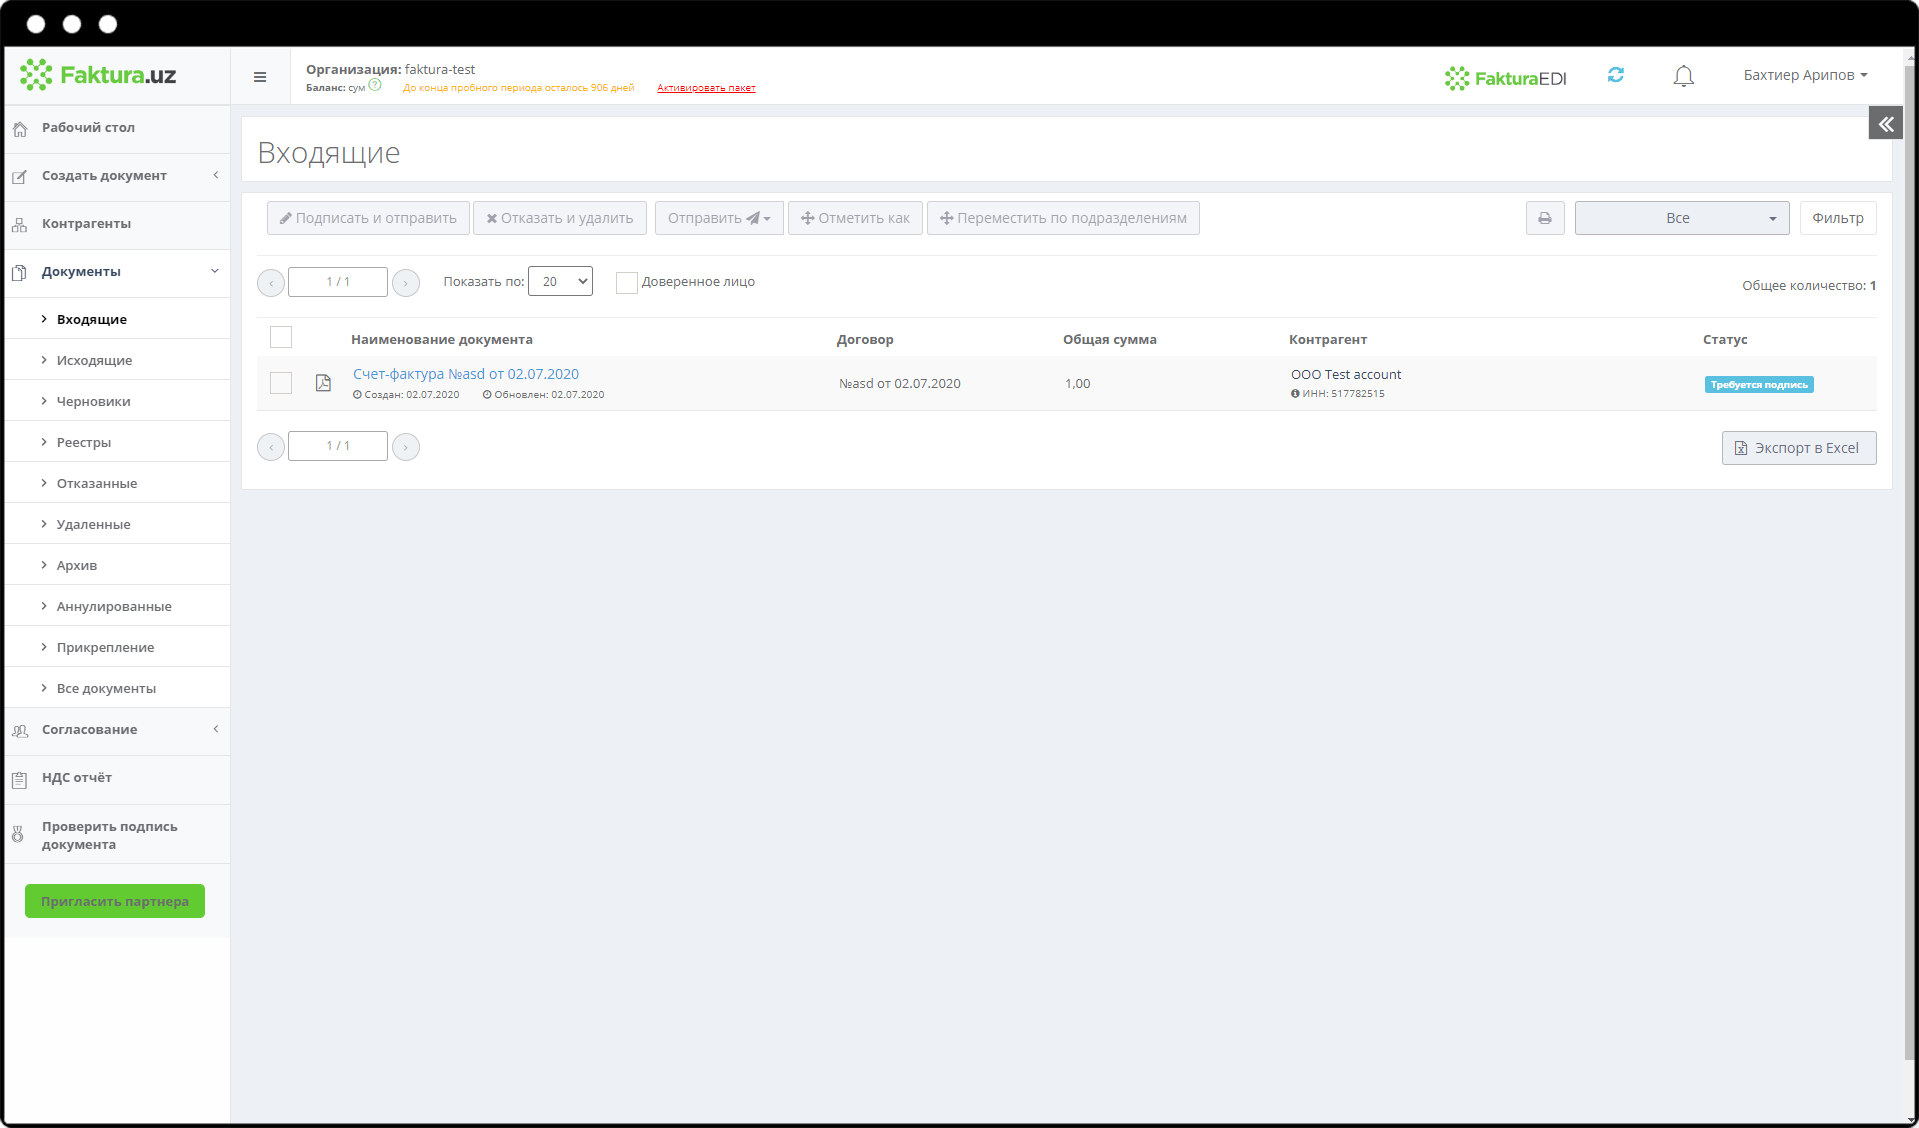 Faktura.uz
Организация: faktura-test
Баланс: сум ? До конца пробного периода осталось 906 дней Активировать пакет
FakturaEDI
Бахтиер Арипов
Рабочий стол
Создать документ
Контрагенты
Документы
Входящие
Исходящие
Черновики
Реестры
Отказанные
Удаленные
Архив
Аннулированные
Прикрепление
Все документы
Согласование
НДС отчёт
Проверить подпись
документа
Пригласить партнера
Входящие
Подписать и отправить Отказать и удалить Отправить Отметить как Переместить по подразделениям Все Фильтр
‹ 1 / 1 › Показать по: 20 Доверенное лицо Общее количество: 1
Наименование документа Договор Общая сумма Контрагент Статус
Счет-фактура №asd от 02.07.2020 №asd от 02.07.2020 1,00 ООО Test account Требуется подпись
Создан: 02.07.2020 Обновлен: 02.07.2020 ИНН: 517782515
‹ 1 / 1 › Экспорт в Excel